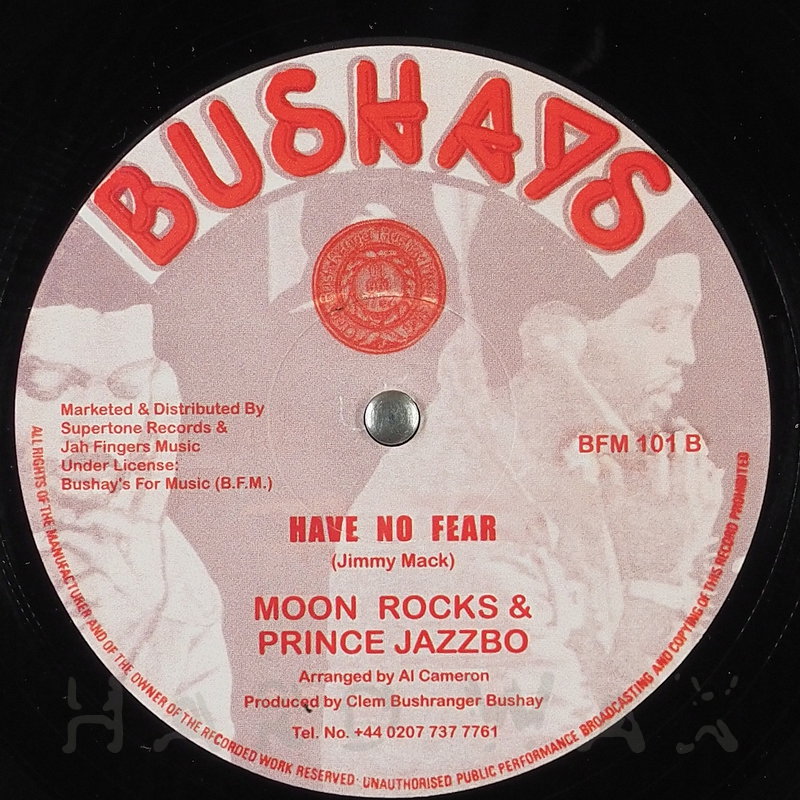 BUSHAYS
Marketed & Distributed By
Supertone Records &
Jah Fingers Music
Under License:
Bushay's For Music (B.F.M.)
BFM 101 B
HAVE NO FEAR
(Jimmy Mack)
MOON ROCKS &
PRINCE JAZZBO
Arranged by Al Cameron
Produced by Clem Bushranger Bushay
Tel. No. +44 0207 737 7761
ALL RIGHTS OF THE MANUFACTURER AND OF THE OWNER OF THE RECORDED WORK RESERVED · UNAUTHORISED PUBLIC PERFORMANCE BROADCASTING AND COPYING OF THIS RECORD PROHIBITED
HARD WAX